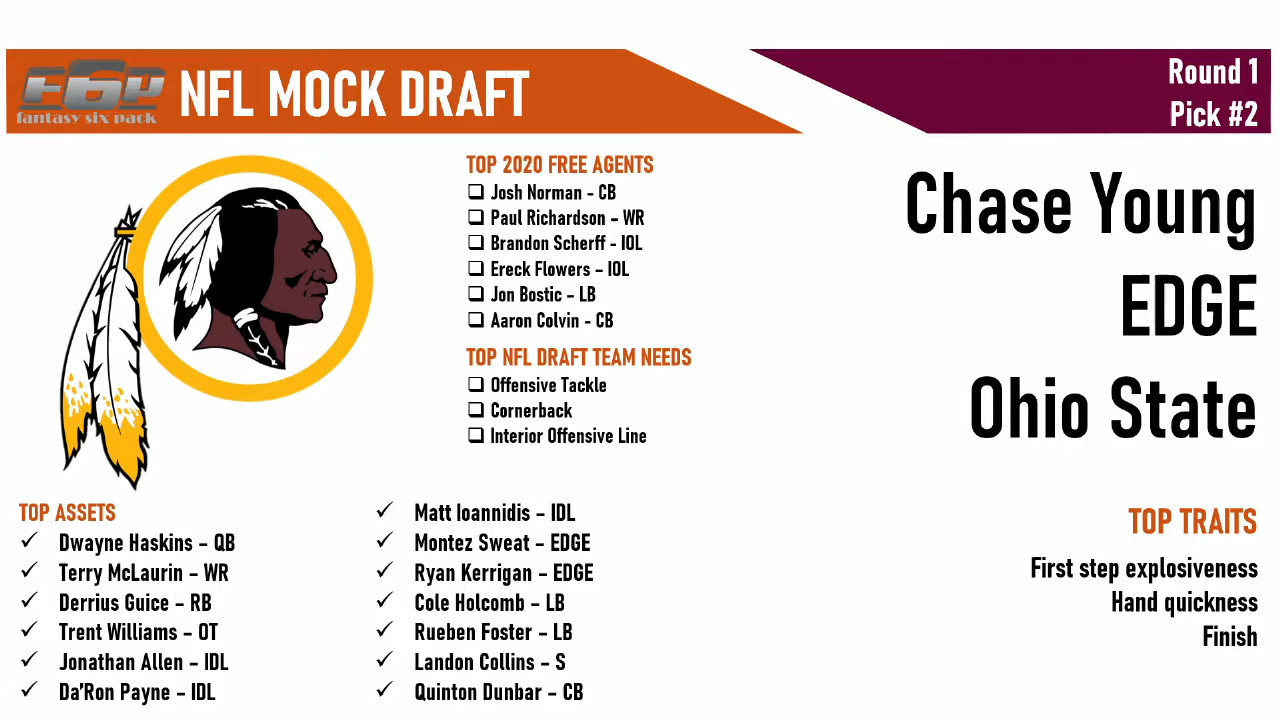 F6P
fantasy six pack
NFL MOCK DRAFT
Round 1
Pick #2
TOP 2020 FREE AGENTS
Josh Norman - CB
Paul Richardson - WR
Brandon Scherff - IOL
Ereck Flowers - IOL
Jon Bostic - LB
Aaron Colvin - CB
TOP NFL DRAFT TEAM NEEDS
Offensive Tackle
Cornerback
Interior Offensive Line
Chase Young
EDGE
Ohio State
TOP ASSETS
Dwayne Haskins - QB
Terry McLaurin - WR
Derrius Guice - RB
Trent Williams - OT
Jonathan Allen - IDL
Da'Ron Payne - IDL
Matt Ioannidis - IDL
Montez Sweat - EDGE
Ryan Kerrigan - EDGE
Cole Holcomb - LB
Rueben Foster - LB
Landon Collins - S
Quinton Dunbar - CB
TOP TRAITS
First step explosiveness
Hand quickness
Finish